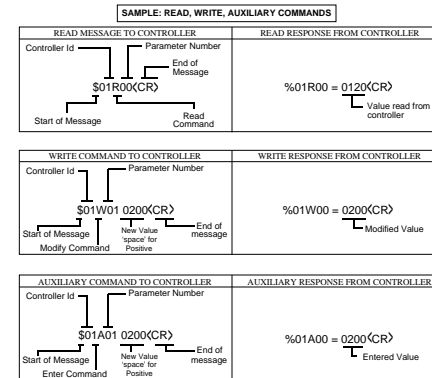 SAMPLE: READ, WRITE, AUXILIARY COMMANDS
READ MESSAGE TO CONTROLLER
READ RESPONSE FROM CONTROLLER
Controller Id
Parameter Number
End of
Message
$01R00<CR>
Start of Message
Read
Command
%01R00 = 0120<CR>
Value read from
controller
WRITE COMMAND TO CONTROLLER
WRITE RESPONSE FROM CONTROLLER
Controller Id
Parameter Number
$01W01 0200<CR>
Start of Message
Modify Command
New Value
'space' for
Positive
End of
message
%01W00 = 0200<CR>
Modified Value
AUXILIARY COMMAND TO CONTROLLER
AUXILIARY RESPONSE FROM CONTROLLER
Controller Id
Parameter Number
$01A01 0200<CR>
Start of Message
Enter Command
New Value
'space' for
Positive
End of
message
%01A00 = 0200<CR>
Entered Value